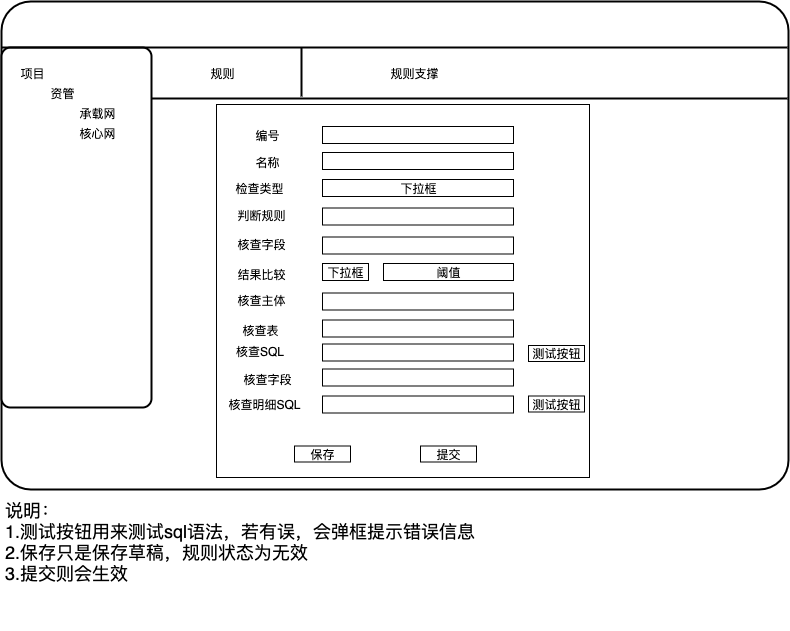 项目
资管
承载网
核心网
规则
规则支撑
编号
名称
检查类型 下拉框
判断规则
核查字段
结果比较 下拉框 阈值
核查主体
核查表
核查SQL 测试按钮
核查字段
核查明细SQL 测试按钮
保存 提交
说明：
1.测试按钮用来测试sql语法，若有误，会弹框提示错误信息
2.保存只是保存草稿，规则状态为无效
3.提交则会生效